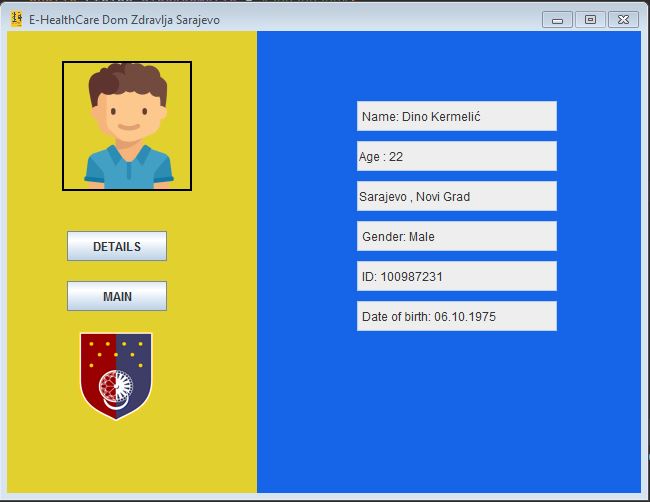 E-HealthCare Dom Zdravlja Sarajevo
DETAILS
MAIN
Name: Dino Kermelić
Age : 22
Sarajevo , Novi Grad
Gender: Male
ID: 100987231
Date of birth: 06.10.1975